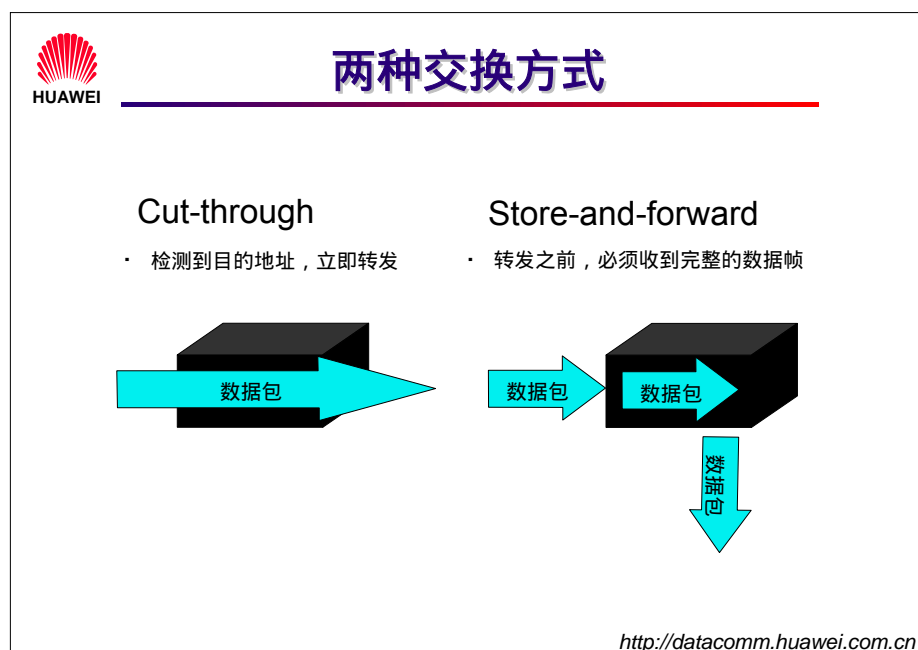 HUAWEI
两种交换方式
Cut-through
· 检测到目的地址，立即转发
Store-and-forward
· 转发之前，必须收到完整的数据帧
数据包
数据包
数据包
数据包
http://datacomm.huawei.com.cn